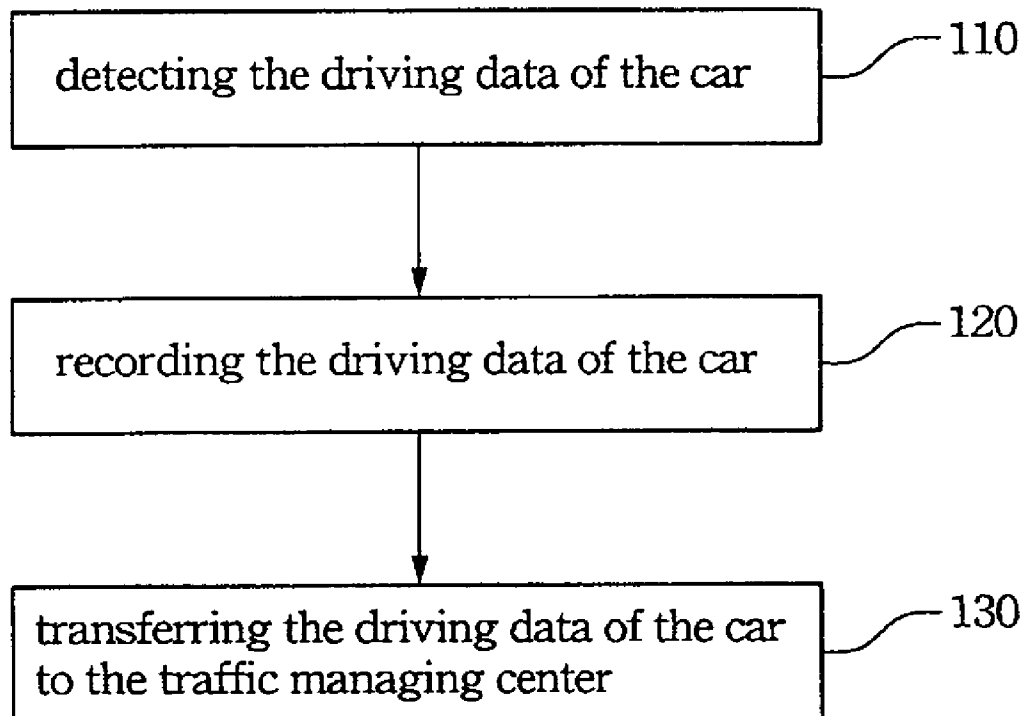 detecting the driving data of the car
110
recording the driving data of the car
120
transferring the driving data of the car
to the traffic managing center
130